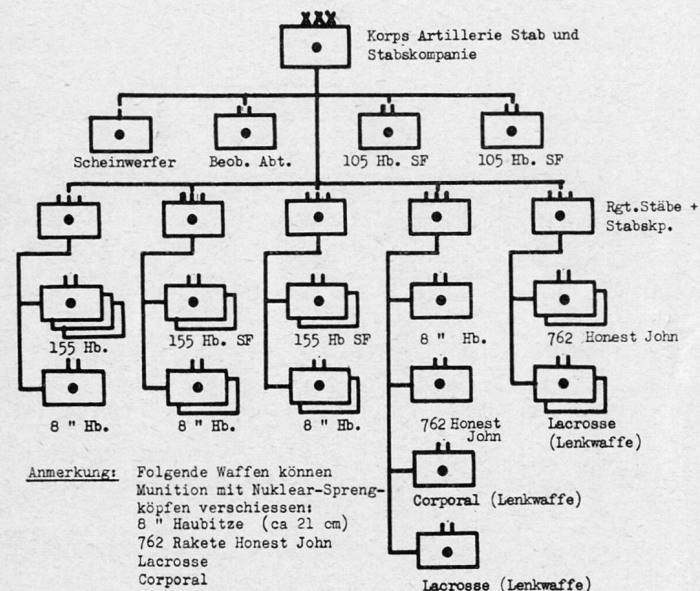 Korps Artillerie Stab und
Stabskompanie
Scheinwerfer
Beob. Abt.
105 Hb. SF
105 Hb. SF
Rgt.Stäbe +
Stabskp.
155 Hb.
155 Hb. SF
155 Hb SF
8 " Hb.
762 Honest John
8 " Hb.
8 " Hb.
8 " Hb.
762 Honest
John
Lacrosse
(Lenkwaffe)
Corporal (Lenkwaffe)
Lacrosse (Lenkwaffe)
Anmerkung: Folgende Waffen können
Munition mit Nuklear-Spreng-
köpfen verschiessen:
8 " Haubitze (ca 21 cm)
762 Rakete Honest John
Lacrosse
Corporal